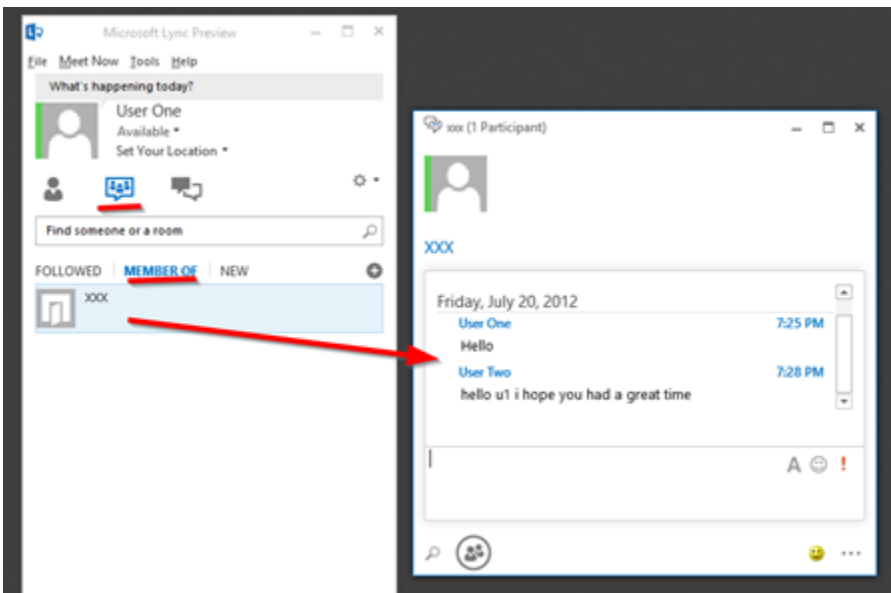 Microsoft Lync Preview
File Meet Now Tools Help
What's happening today?
User One
Available
Set Your Location
Find someone or a room
FOLLOWED MEMBER OF NEW
xxx
xxx (1 Participant)
XXX
Friday, July 20, 2012
User One 7:25 PM
Hello
User Two 7:28 PM
hello u1 i hope you had a great time
A !